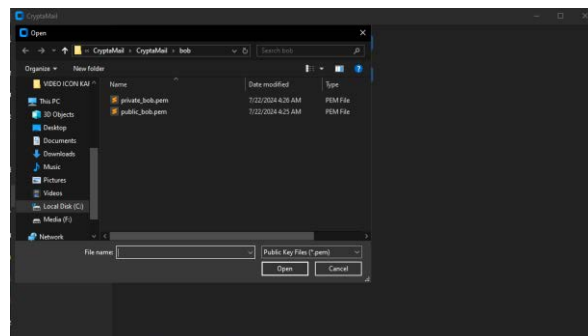 CryptaMail
Open
« CryptaMail › CryptaMail › bob
Search bob
Organize
New folder
VIDEO ICON KAI
Name
Date modified
Type
This PC
private_bob.pem
7/22/2024 4:26 AM
PEM File
3D Objects
public_bob.pem
7/22/2024 4:25 AM
PEM File
Desktop
Documents
Downloads
Music
Pictures
Videos
Local Disk (C:)
Media (F:)
Network
File name:
Public Key Files (*.pem)
Open
Cancel